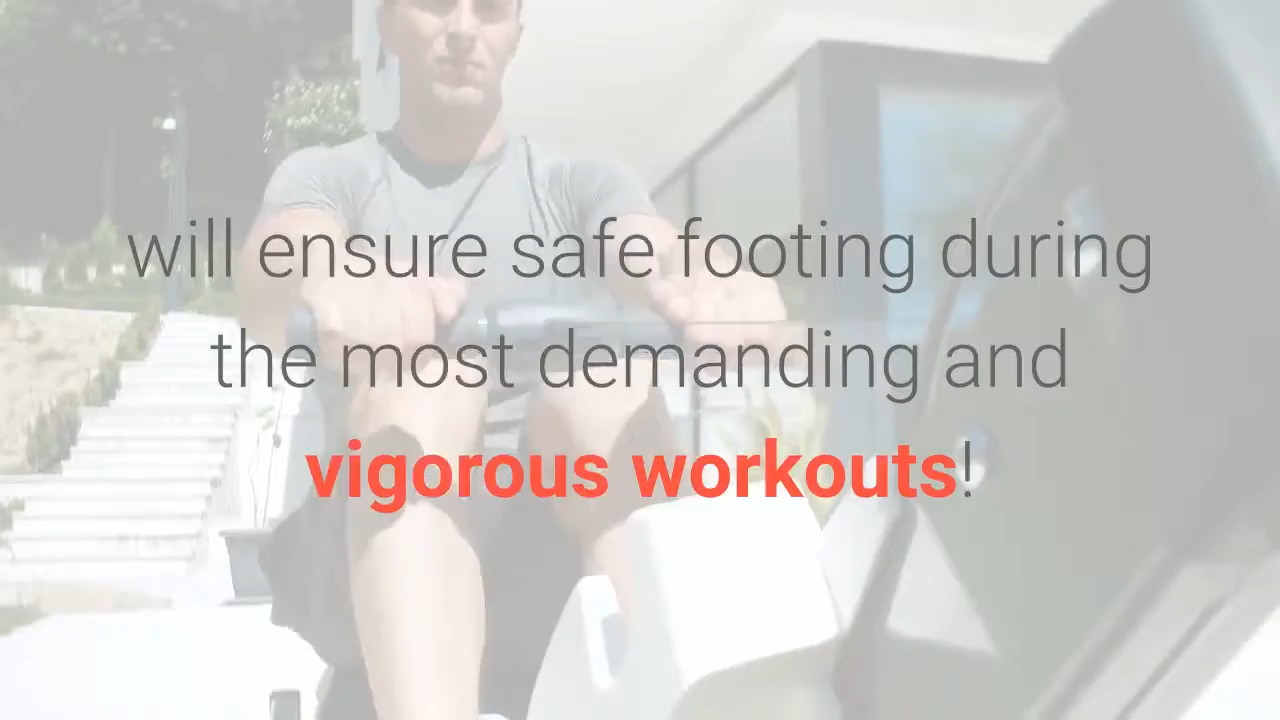 will ensure safe footing during
the most demanding and
vigorous workouts!